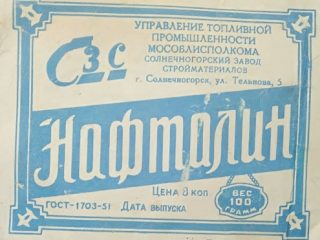 СЗС
УПРАВЛЕНИЕ ТОПЛИВНОЙ
ПРОМЫШЛЕННОСТИ
МОСОБЛИСПОЛКОМА
СОЛНЕЧНОГОРСКИЙ ЗАВОД
СТРОЙМАТЕРИАЛОВ
г. Солнечногорск, ул. Тельнова, 5
Нафталин
ЦЕНА 8 КОП
ВЕС
100
ГРАММ
ГОСТ-1703-51 ДАТА ВЫПУСКА